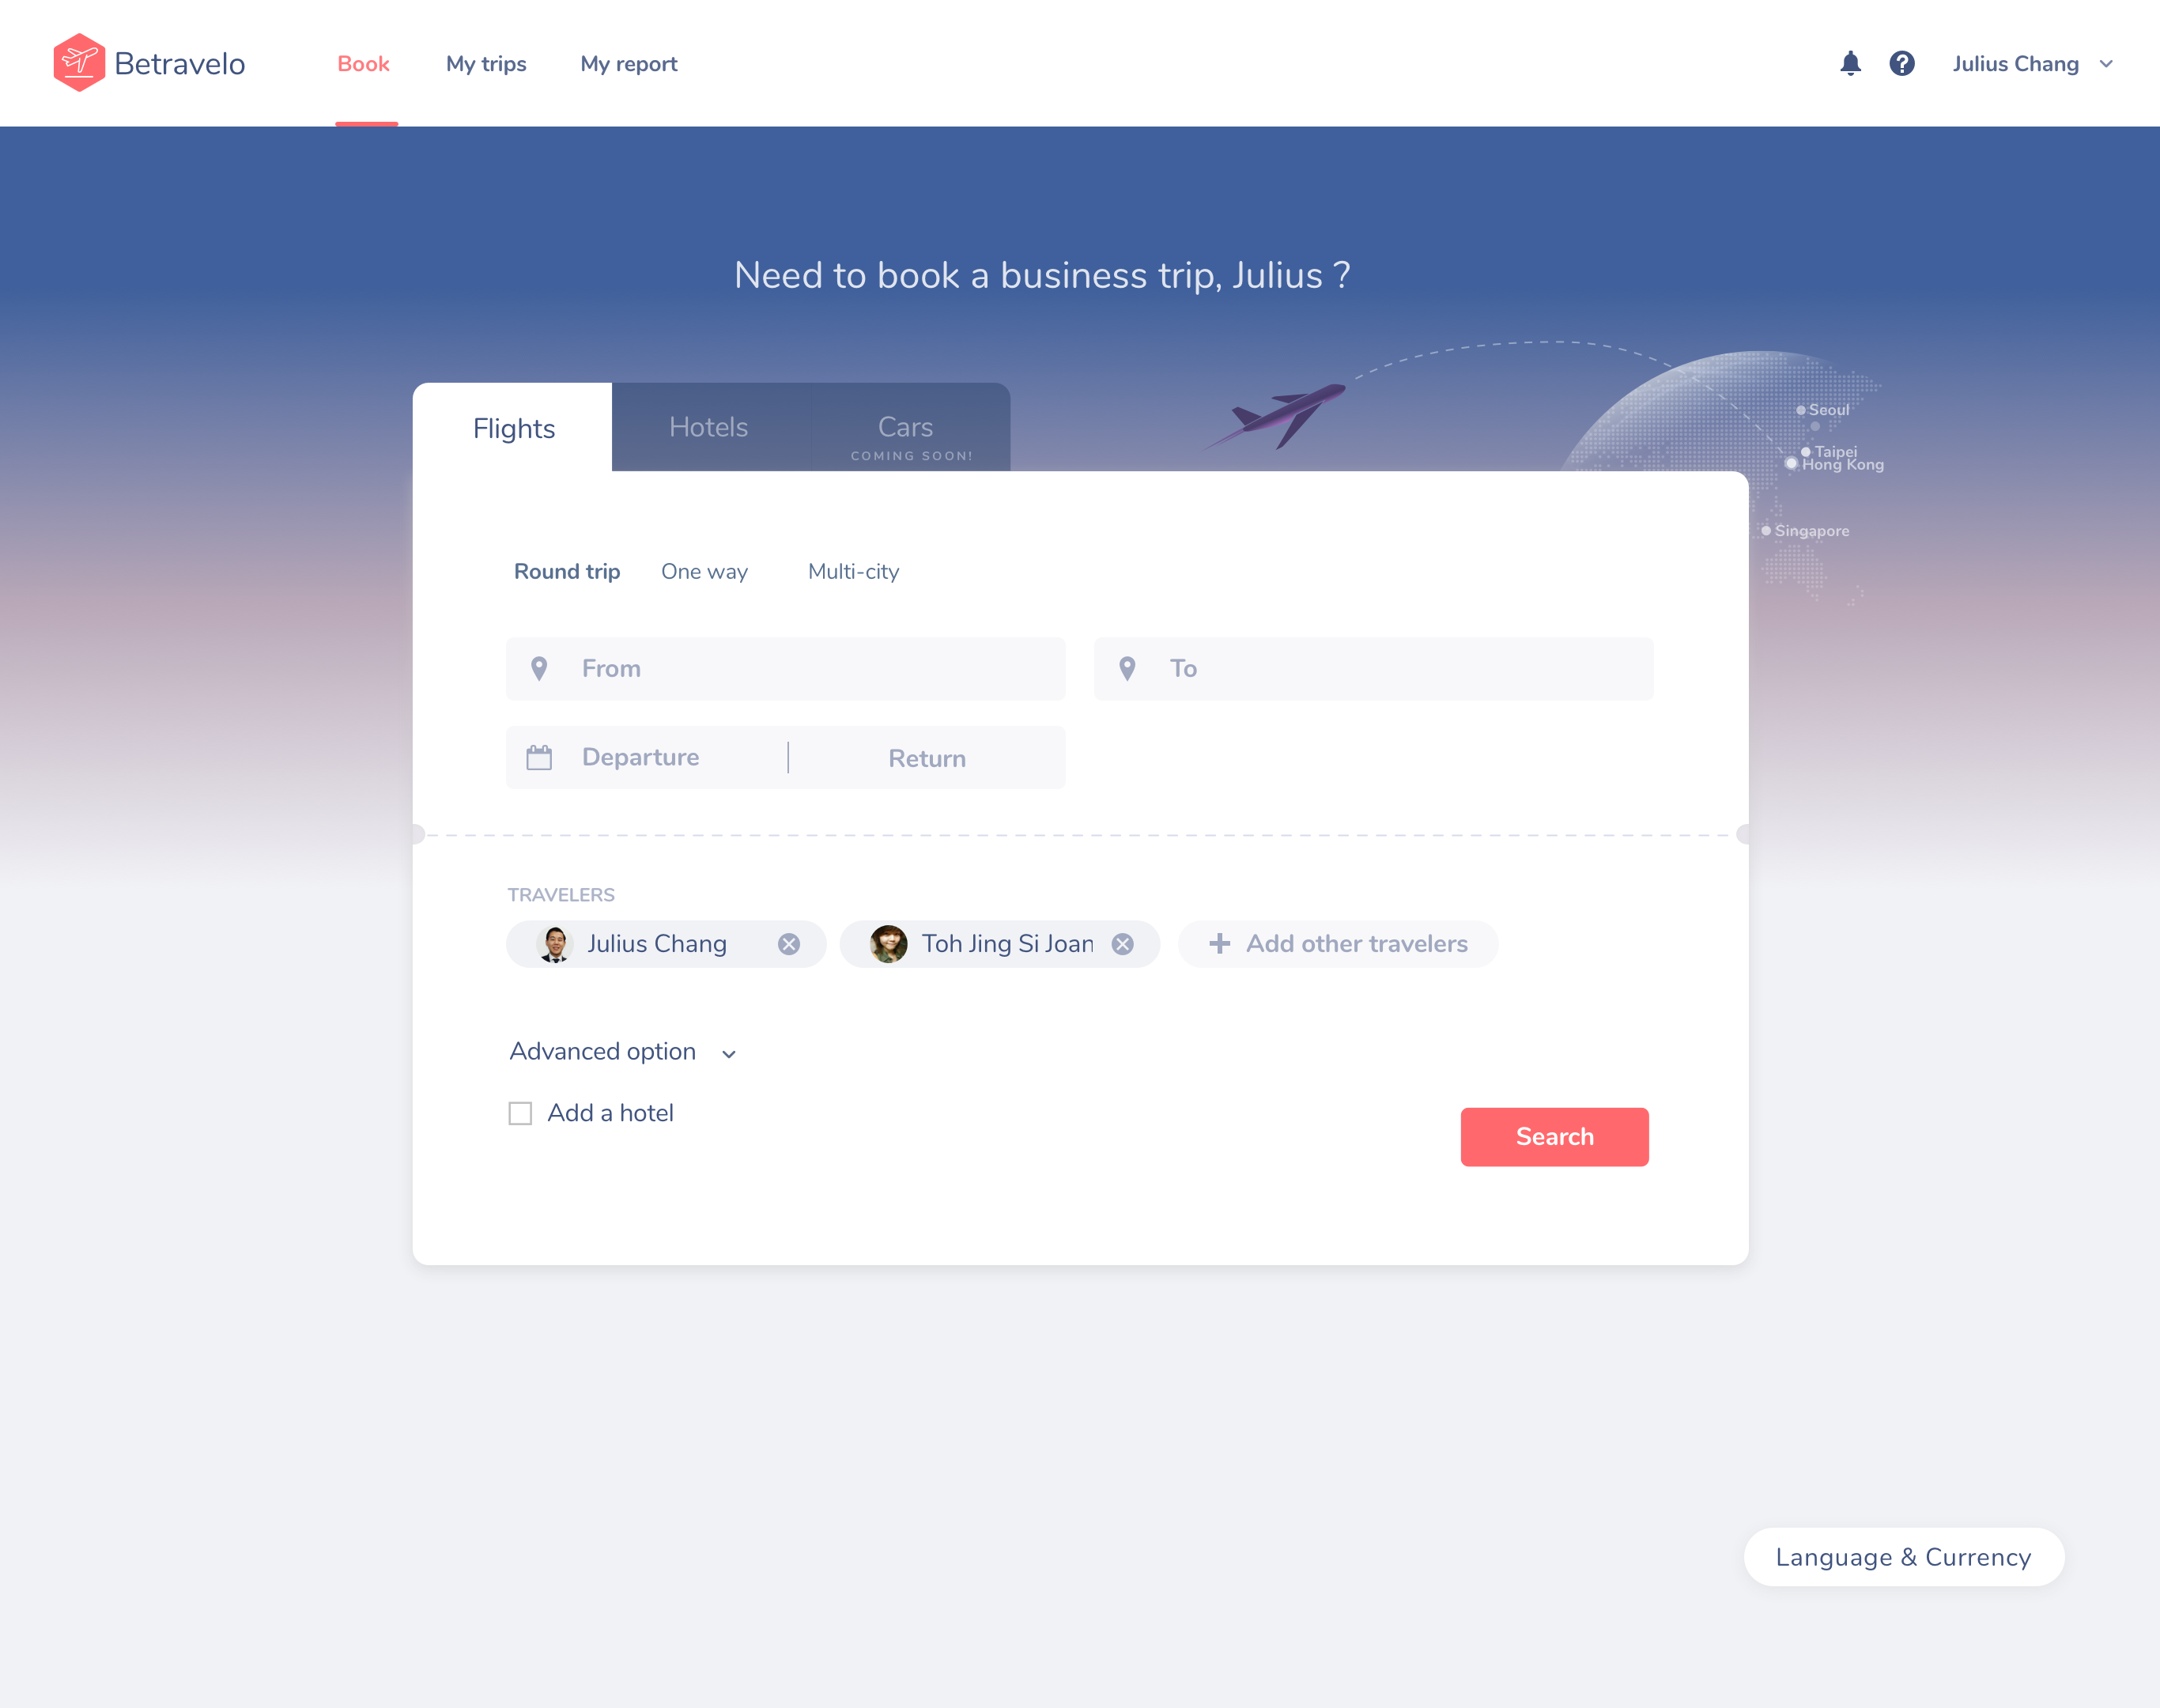 Betravelo
Book
My trips
My report
Julius Chang
Need to book a business trip, Julius ?
Flights
Hotels
Cars
COMING SOON!
Seoul
Taipei
Hong Kong
Singapore
Round trip
One way
Multi-city
From
To
Departure
Return
TRAVELERS
Julius Chang
Toh Jing Si Joan
Add other travelers
Advanced option
Add a hotel
Search
Language & Currency